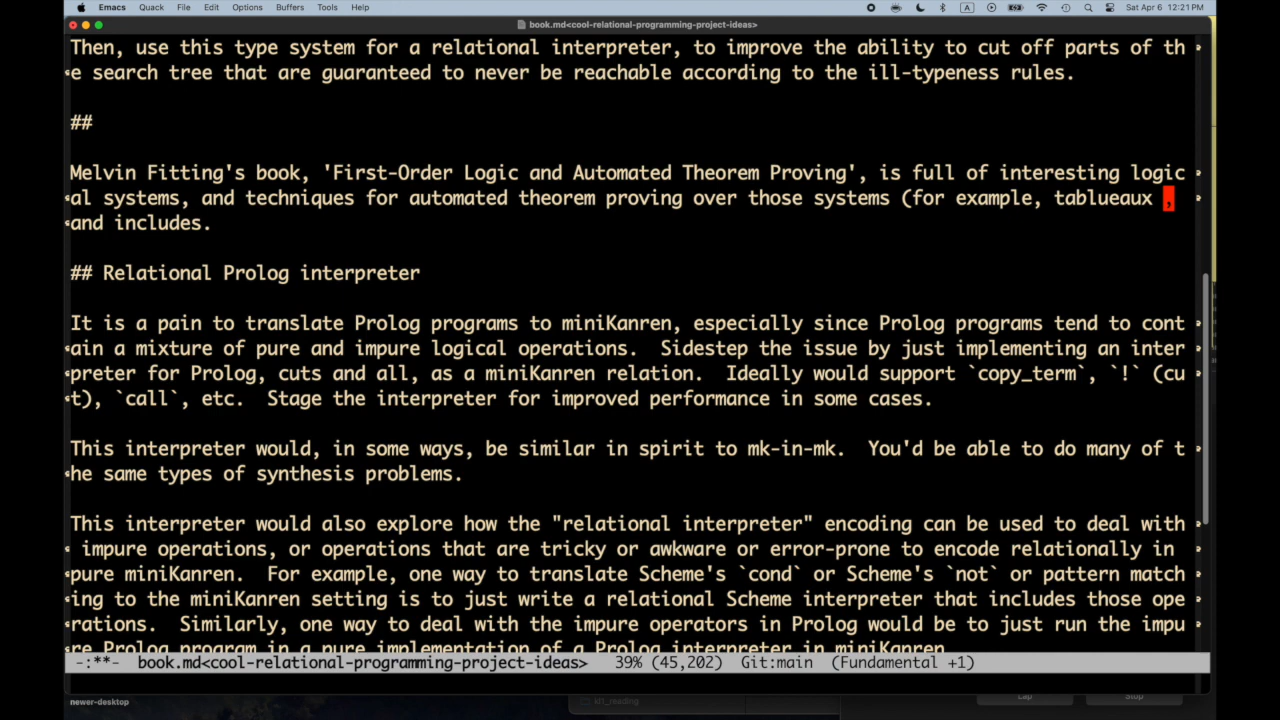 Emacs Quack File Edit Options Buffers Tools Help A Sat Apr 6 12:21 PM
book.md<cool-relational-programming-project-ideas>
Then, use this type system for a relational interpreter, to improve the ability to cut off parts of th
e search tree that are guaranteed to never be reachable according to the ill-typeness rules.
##
Melvin Fitting's book, 'First-Order Logic and Automated Theorem Proving', is full of interesting logic
al systems, and techniques for automated theorem proving over those systems (for example, tablueaux ,
and includes.
## Relational Prolog interpreter
It is a pain to translate Prolog programs to miniKanren, especially since Prolog programs tend to cont
ain a mixture of pure and impure logical operations.  Sidestep the issue by just implementing an inter
preter for Prolog, cuts and all, as a miniKanren relation.  Ideally would support `copy_term`, `!` (cu
t), `call`, etc.  Stage the interpreter for improved performance in some cases.
This interpreter would, in some ways, be similar in spirit to mk-in-mk.  You'd be able to do many of t
he same types of synthesis problems.
This interpreter would also explore how the "relational interpreter" encoding can be used to deal with
impure operations, or operations that are tricky or awkware or error-prone to encode relationally in
pure miniKanren.  For example, one way to translate Scheme's `cond` or Scheme's `not` or pattern match
ing to the miniKanren setting is to just write a relational Scheme interpreter that includes those ope
rations.  Similarly, one way to deal with the impure operators in Prolog would be to just run the impu
re Prolog program in a pure implementation of a Prolog interpreter in miniKanren
-:**-  book.md<cool-relational-programming-project-ideas>   39% (45,202)  Git:main  (Fundamental +1)
newer-desktop kf1_reading Lap Stop